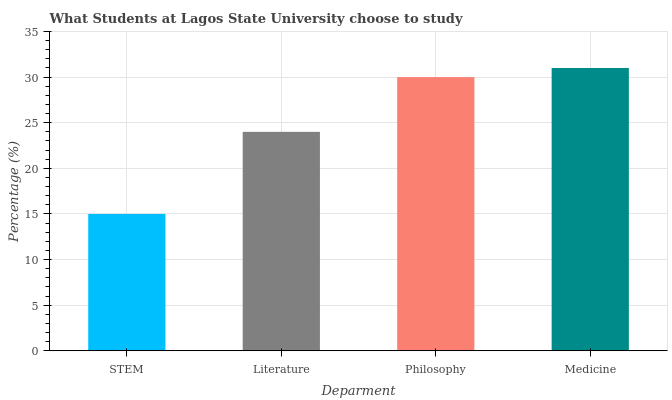 What Students at Lagos State University choose to study
Percentage (%)
35
30
25
20
15
10
5
0
STEM
Literature
Philosophy
Medicine
Deparment